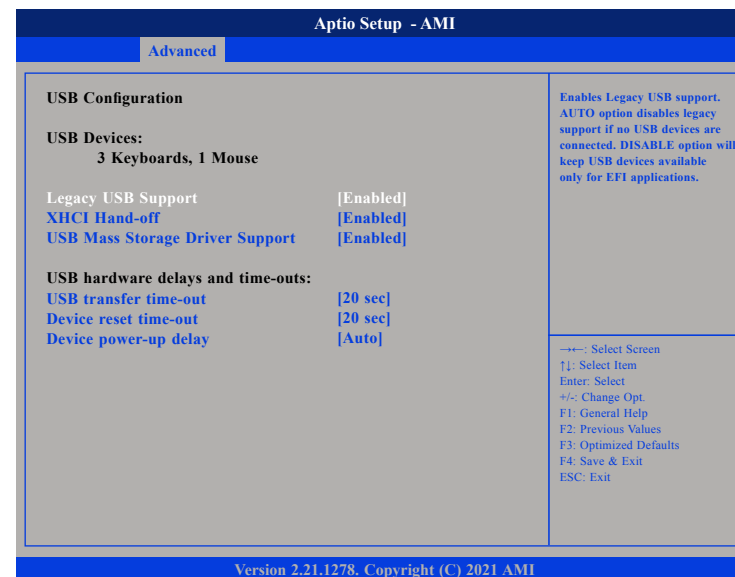 Aptio Setup - AMI
Advanced
USB Configuration
USB Devices:
3 Keyboards, 1 Mouse
Legacy USB Support [Enabled]
XHCI Hand-off [Enabled]
USB Mass Storage Driver Support [Enabled]
USB hardware delays and time-outs:
USB transfer time-out [20 sec]
Device reset time-out [20 sec]
Device power-up delay [Auto]
Enables Legacy USB support.
AUTO option disables legacy
support if no USB devices are
connected. DISABLE option will
keep USB devices available
only for EFI applications.
→←: Select Screen
↑↓: Select Item
Enter: Select
+/-: Change Opt.
F1: General Help
F2: Previous Values
F3: Optimized Defaults
F4: Save & Exit
ESC: Exit
Version 2.21.1278. Copyright (C) 2021 AMI